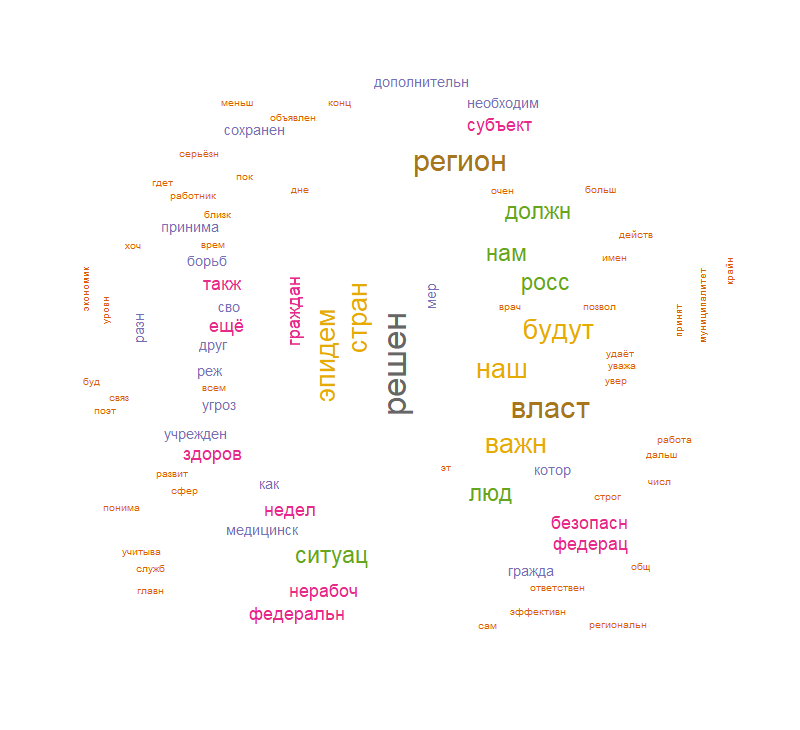 дополнительн
меньш
конц
необходим
объявлен
субъект
сохранен
серьёзн
регион
пок
гдет
дне
очен
больш
работник
близк
должн
принима
действ
хоч
врем
нам
имен
борьб
экономик
уровн
такж
граждан
стран
мер
росс
крайн
муниципалитет
принят
сво
врач
позвол
разн
ещё
эпидем
будут
друг
решен
удаёт
уважа
реж
наш
буд
увер
всем
связ
угроз
поэт
власт
учрежден
важн
работа
здоров
дальш
эт
котор
развит
как
числ
сфер
люд
строг
понима
недел
безопасн
медицинск
федерац
учитыва
ситуац
служб
общ
гражда
главн
нерабоч
ответствен
федеральн
эффективн
сам
региональн